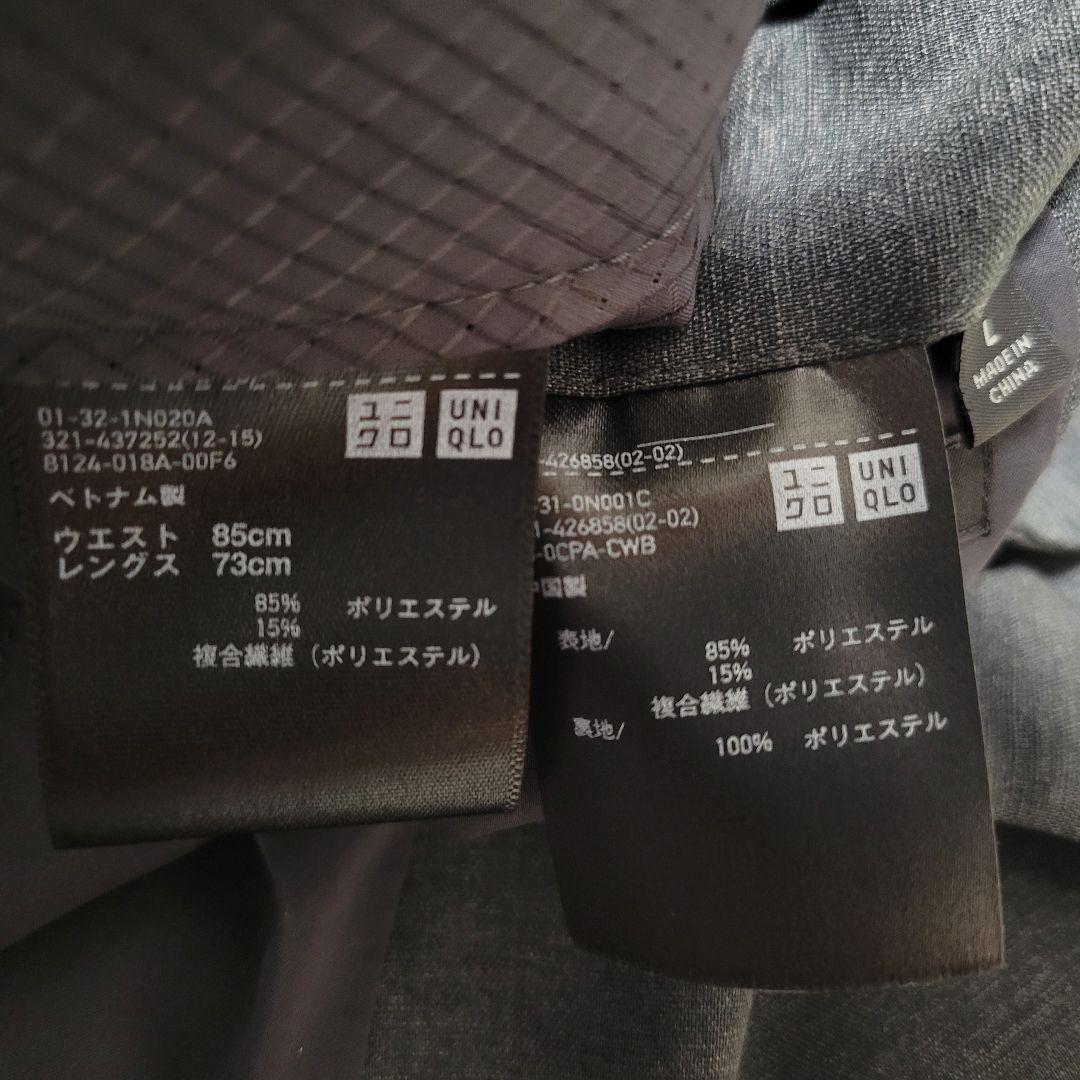 01-32-1N020A
321-437252(12-15)
8124-018A-00F6
ユニ
クロ
UNI
QLO
ベトナム製
ウエスト 85cm
レングス 73cm
85% ポリエステル
15%
複合繊維(ポリエステル)
-426858(02-02)
31-0N001C
-426858(02-02)
-0CPA-CWB
ユニ
クロ
UNI
QLO
中国製
表地/
85% ポリエステル
15%
複合繊維(ポリエステル)
裏地/
100% ポリエステル
L
MADE IN
CHINA